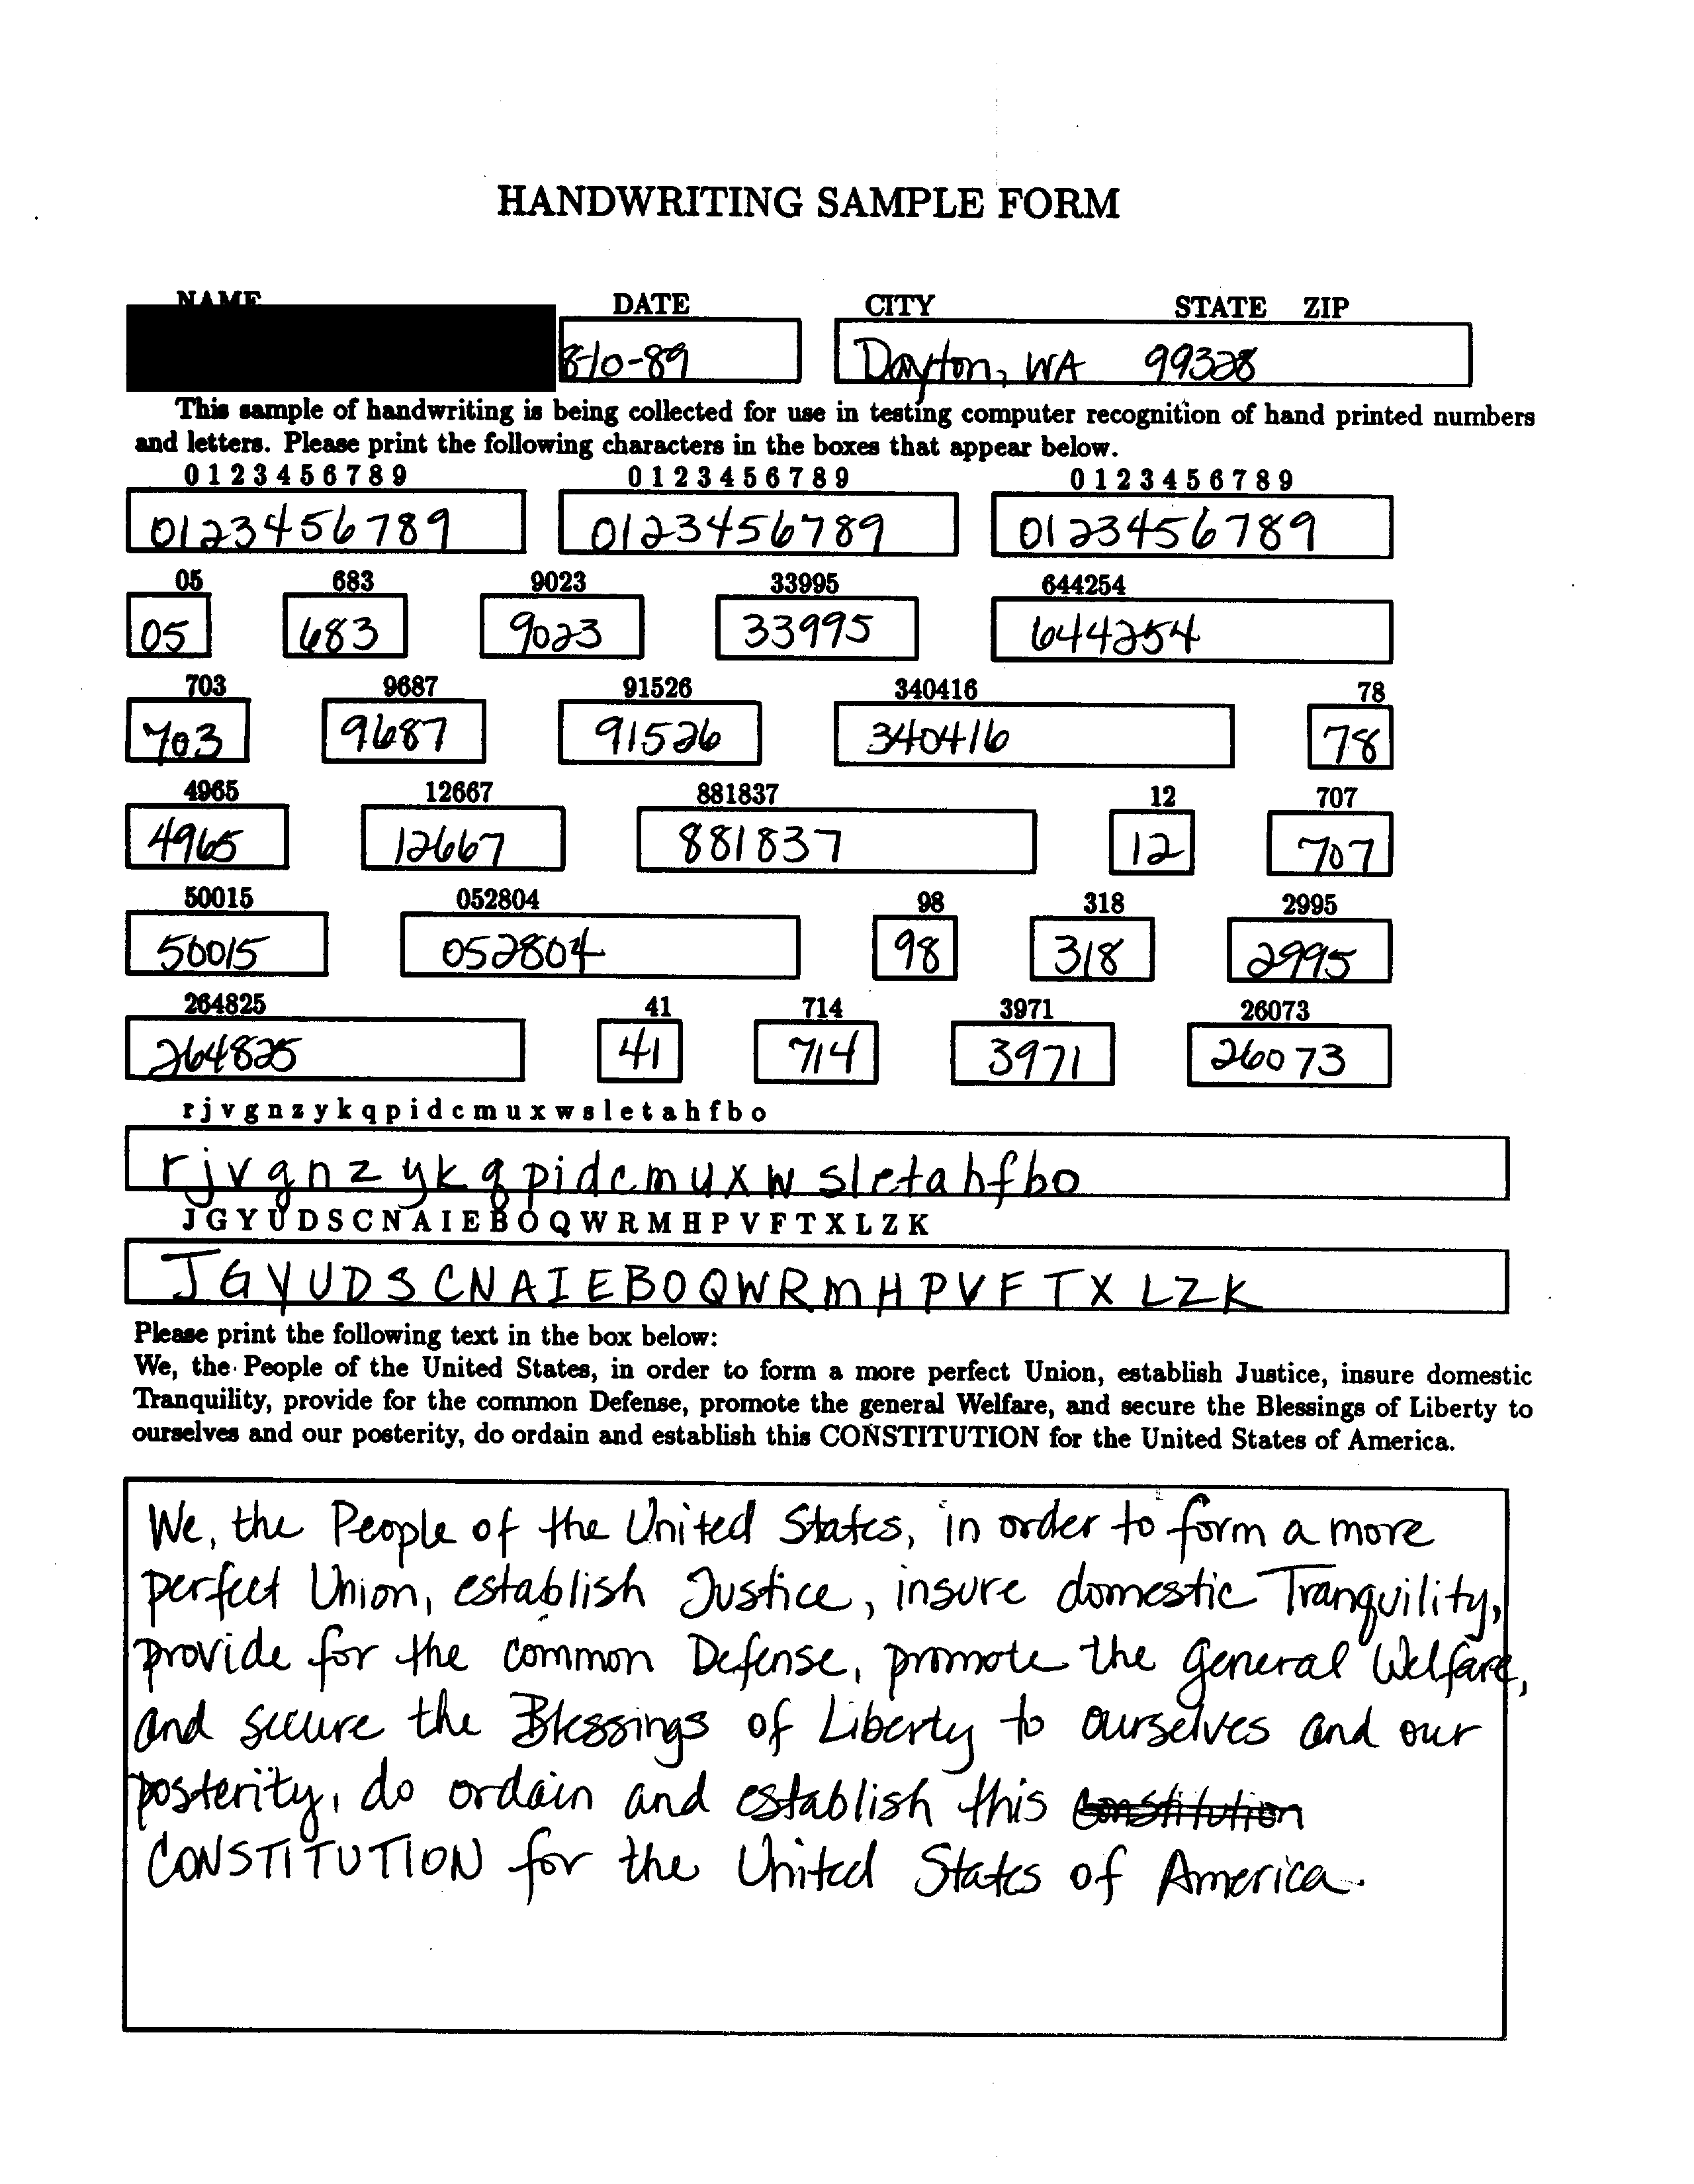 HANDWRITING SAMPLE FORM
NAME DATE CITY STATE ZIP
8-10-89 Dayton, WA 99328
This sample of handwriting is being collected for use in testing computer recognition of hand printed numbers
and letters. Please print the following characters in the boxes that appear below.
0 1 2 3 4 5 6 7 8 9 0 1 2 3 4 5 6 7 8 9 0 1 2 3 4 5 6 7 8 9
0123456789 0123456789 0123456789
05 683 9023 33995 644254
05 683 9023 33995 644254
703 9687 91526 340416 78
703 9687 91526 340416 78
4965 12667 881837 12 707
4965 12667 881837 12 707
50015 052804 98 318 2995
50015 052804 98 318 2995
264825 41 714 3971 26073
264825 41 714 3971 26073
r j v g n z y k q p i d c m u x w s l e t a h f b o
r j v g n z y k q p i d c m u x w s l e t a h f b o
J G Y U D S C N A I E B O Q W R M H P V F T X L Z K
J G Y U D S C N A I E B O Q W R M H P V F T X L Z K
Please print the following text in the box below:
We, the People of the United States, in order to form a more perfect Union, establish Justice, insure domestic
Tranquility, provide for the common Defense, promote the general Welfare, and secure the Blessings of Liberty to
ourselves and our posterity, do ordain and establish this CONSTITUTION for the United States of America.
We, the People of the United States, in order to form a more
perfect Union, establish Justice, insure domestic Tranquility,
provide for the common Defense, promote the general Welfare,
and secure the Blessings of Liberty to ourselves and our
posterity, do ordain and establish this Constitution
CONSTITUTION for the United States of America.